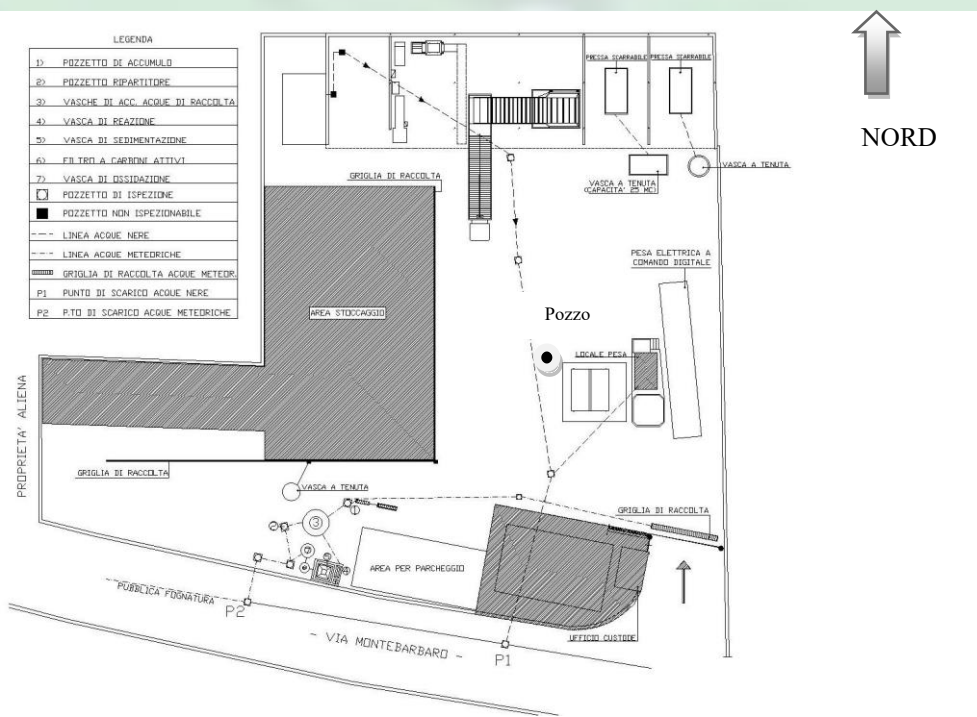 LEGENDA
1) POZZETTO DI ACCUMULO
2) POZZETTO RIPARTITORE
3) VASCHE DI ACC. ACQUE DI RACCOLTA
4) VASCA DI REAZIONE
5) VASCA DI SEDIMENTAZIONE
6) FILTRO A CARBONI ATTIVI
7) VASCA DI OSSIDAZIONE
POZZETTO DI ISPEZIONE
POZZETTO NON ISPEZIONABILE
LINEA ACQUE NERE
LINEA ACQUE METEORICHE
GRIGLIA DI RACCOLTA ACQUE METEOR.
P1 PUNTO DI SCARICO ACQUE NERE
P2 P.TO DI SCARICO ACQUE METEORICHE
NORD
PRESSA SCARRABILE
PRESSA SCARRABILE
VASCA A TENUTA
(CAPACITA' 25 MC)
VASCA A TENUTA
GRIGLIA DI RACCOLTA
PESA ELETTRICA A
COMANDO DIGITALE
AREA STOCCAGGIO
Pozzo
LOCALE PESA
PROPRIETA' ALIENA
GRIGLIA DI RACCOLTA
VASCA A TENUTA
GRIGLIA DI RACCOLTA
3
AREA PER PARCHEGGIO
PUBBLICA FOGNATURA
P2
- VIA MONTEBARBARO -
P1
UFFICIO CUSTODE